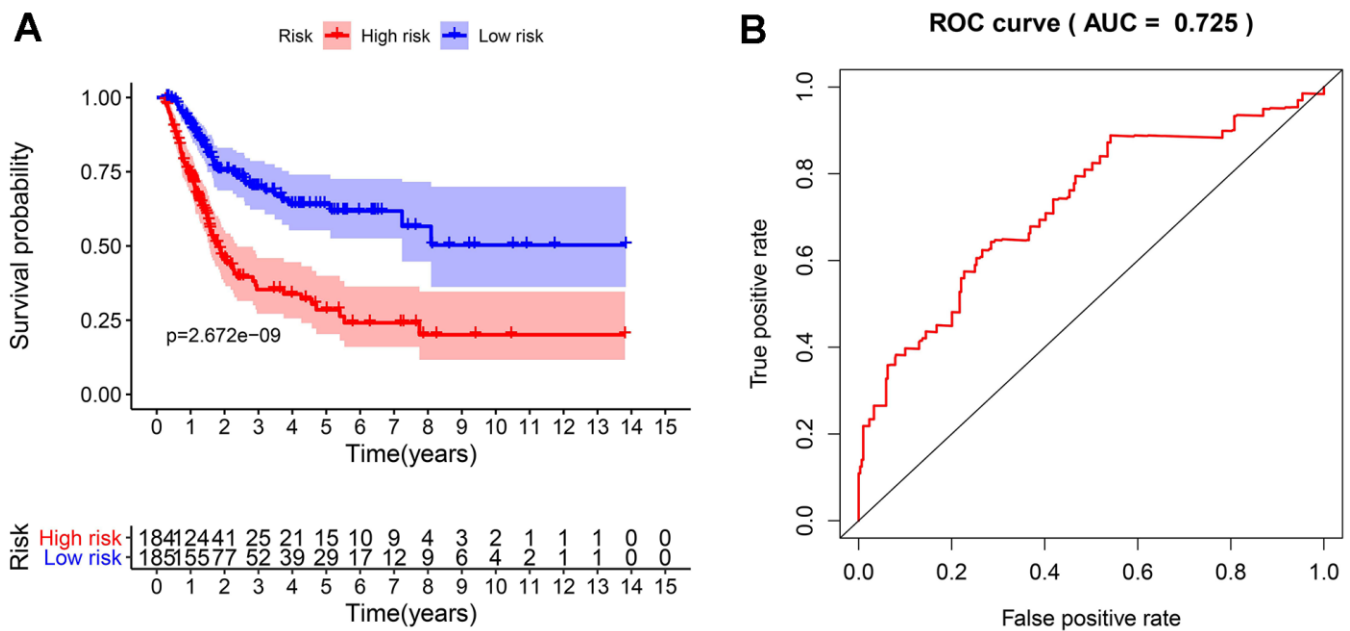 A
Risk High risk Low risk
Survival probability
1.00
0.75
0.50
0.25
0.00
p=2.672e−09
0 1 2 3 4 5 6 7 8 9 10 11 12 13 14 15
Time(years)
Risk
High risk 184 124 41 25 21 15 10 9 4 3 2 1 1 1 0 0
Low risk 185 155 77 52 39 29 17 12 9 6 4 2 1 1 0 0
0 1 2 3 4 5 6 7 8 9 10 11 12 13 14 15
Time(years)
B
ROC curve ( AUC = 0.725 )
True positive rate
1.0
0.8
0.6
0.4
0.2
0.0
0.0 0.2 0.4 0.6 0.8 1.0
False positive rate